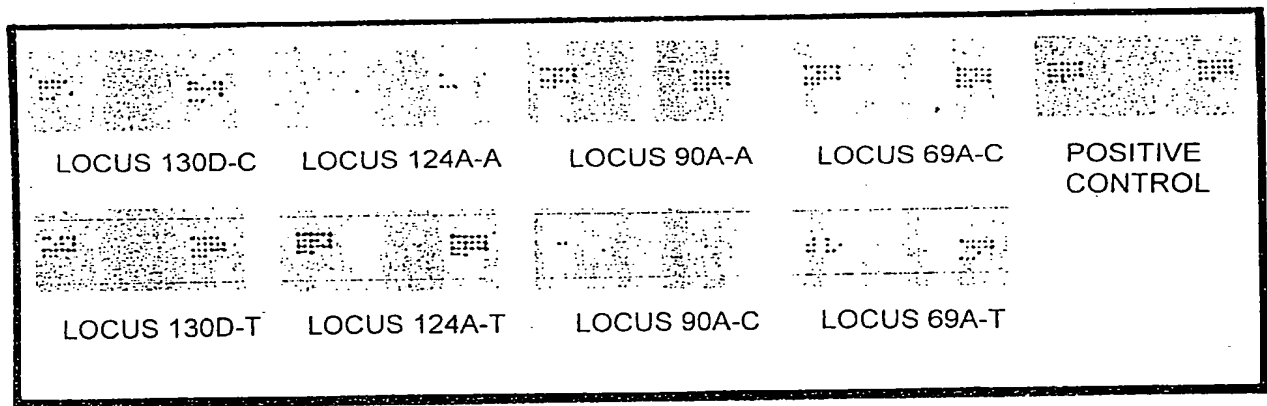 LOCUS 130D-C
LOCUS 124A-A
LOCUS 90A-A
LOCUS 69A-C
POSITIVE
CONTROL
LOCUS 130D-T
LOCUS 124A-T
LOCUS 90A-C
LOCUS 69A-T